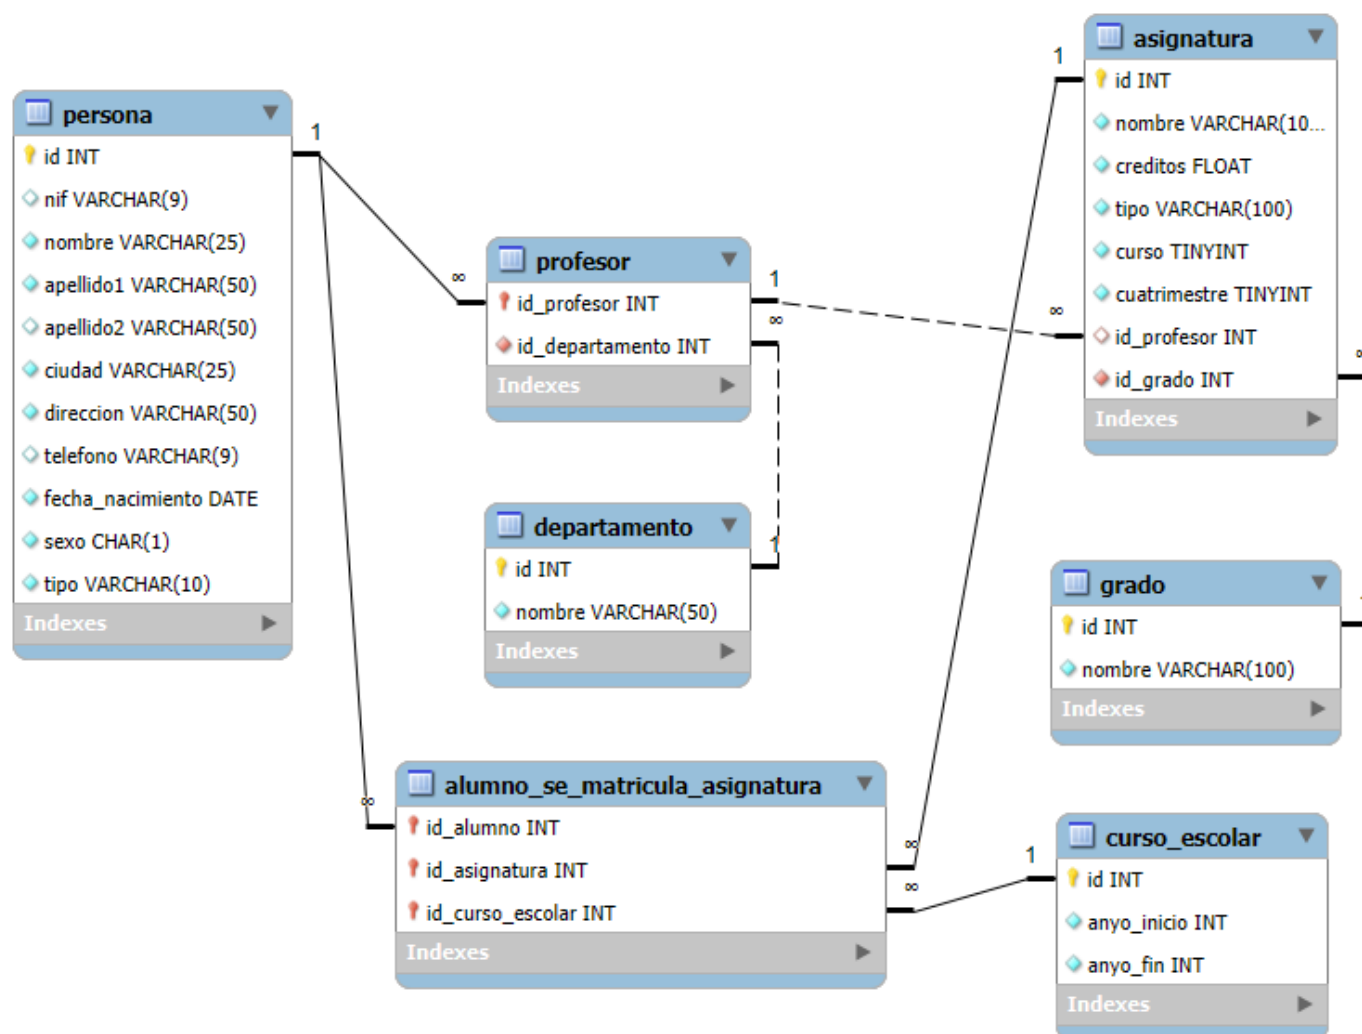 persona
id INT
nif VARCHAR(9)
nombre VARCHAR(25)
apellido1 VARCHAR(50)
apellido2 VARCHAR(50)
ciudad VARCHAR(25)
direccion VARCHAR(50)
telefono VARCHAR(9)
fecha_nacimiento DATE
sexo CHAR(1)
tipo VARCHAR(10)
Indexes
1
∞
profesor
id_profesor INT
id_departamento INT
Indexes
1
∞
departamento
id INT
nombre VARCHAR(50)
Indexes
1
asignatura
id INT
nombre VARCHAR(10...
creditos FLOAT
tipo VARCHAR(100)
curso TINYINT
cuatrimestre TINYINT
id_profesor INT
id_grado INT
Indexes
1
∞
∞
grado
id INT
nombre VARCHAR(100)
Indexes
alumno_se_matricula_asignatura
id_alumno INT
id_asignatura INT
id_curso_escolar INT
Indexes
∞
∞
∞
curso_escolar
id INT
anyo_inicio INT
anyo_fin INT
Indexes
1